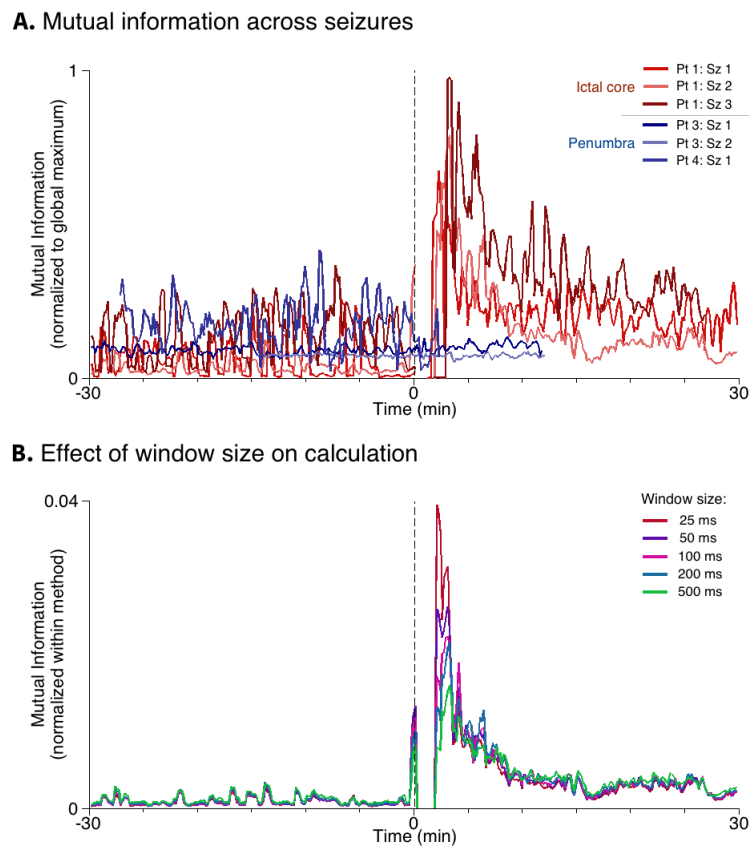 A. Mutual information across seizures
1
Mutual Information
(normalized to global maximum)
0
-30
0
30
Time (min)
Ictal core
Pt 1: Sz 1
Pt 1: Sz 2
Pt 1: Sz 3
Penumbra
Pt 3: Sz 1
Pt 3: Sz 2
Pt 4: Sz 1
B. Effect of window size on calculation
0.04
Mutual Information
(normalized within method)
0
-30
0
30
Time (min)
Window size:
25 ms
50 ms
100 ms
200 ms
500 ms